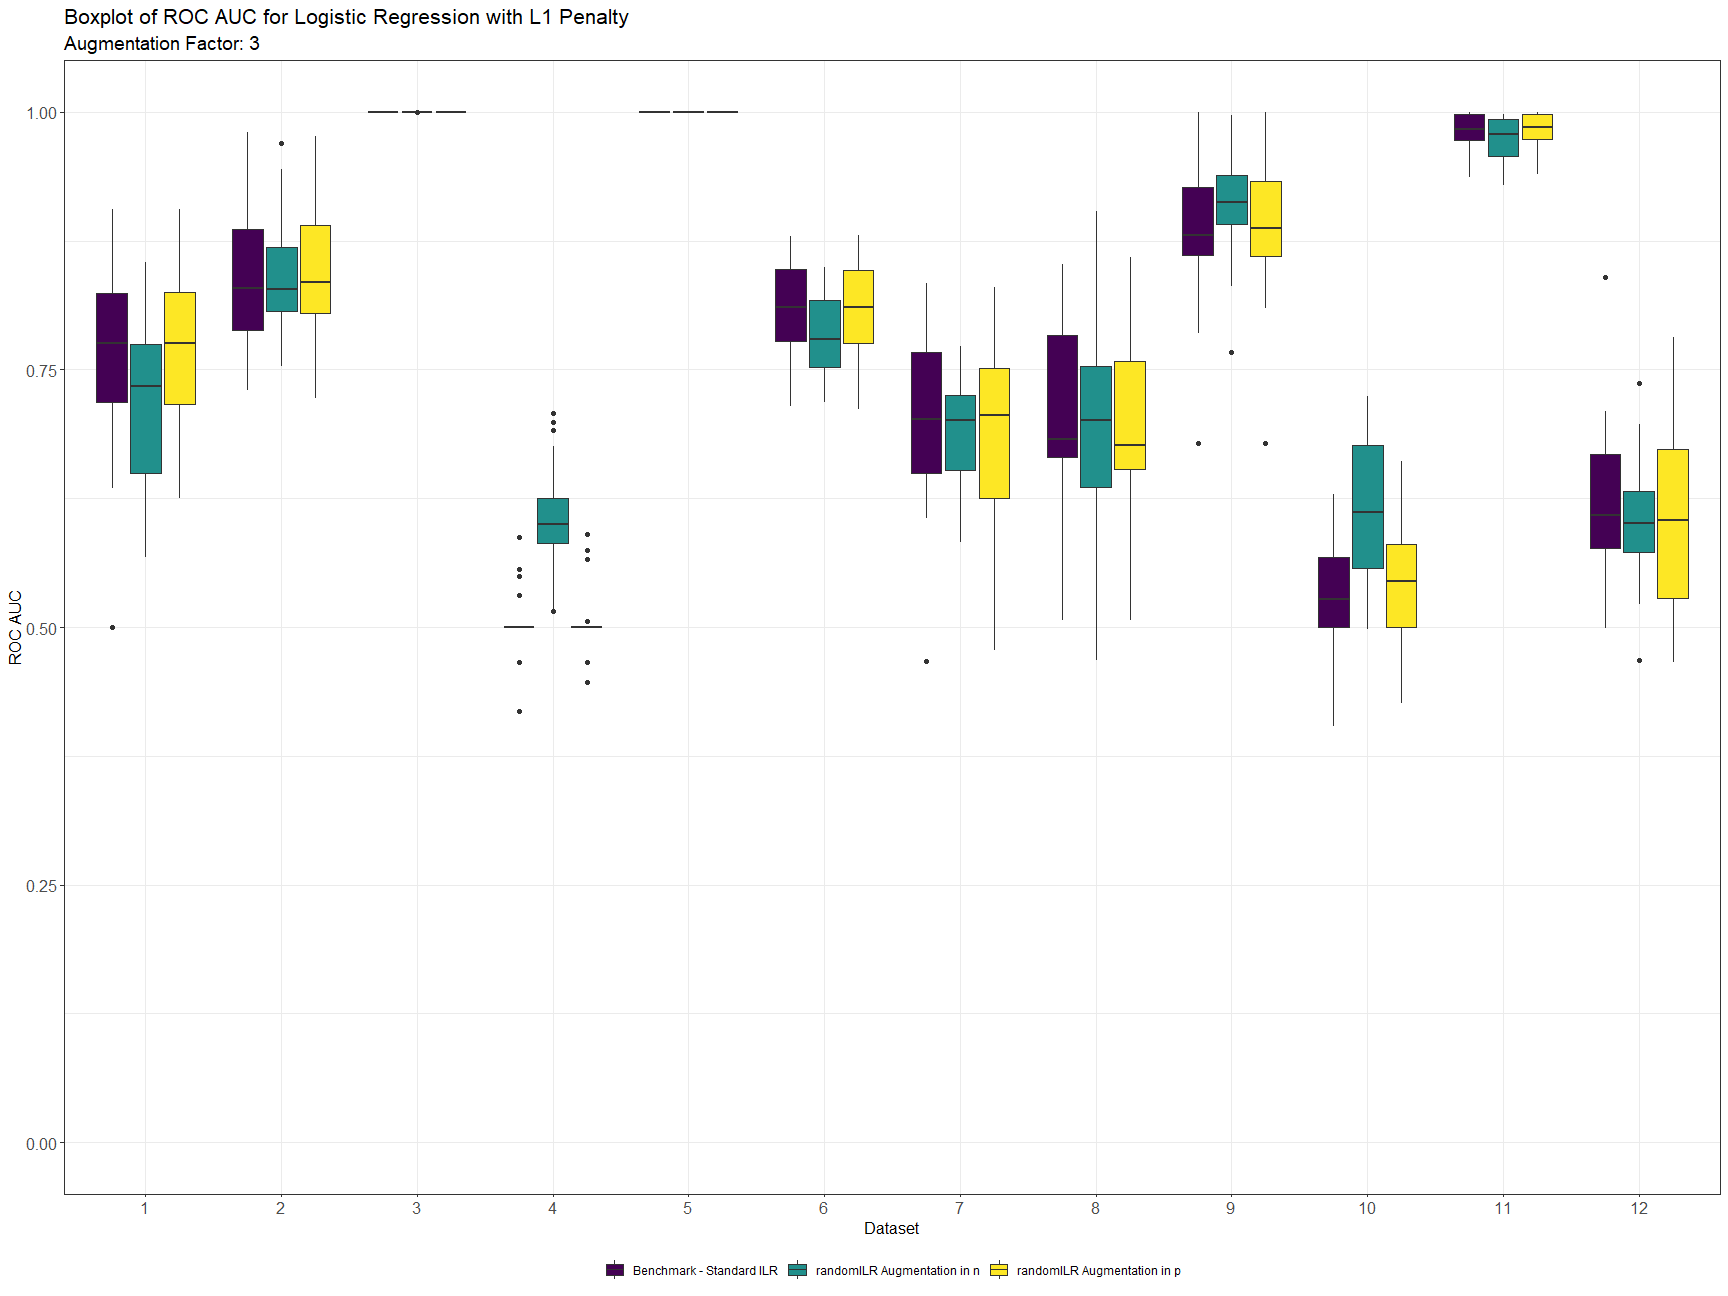 Boxplot of ROC AUC for Logistic Regression with L1 Penalty
Augmentation Factor: 3
1.00
0.75
0.50
0.25
0.00
ROC AUC
1 2 3 4 5 6 7 8 9 10 11 12
Dataset
Benchmark - Standard ILR randomILR Augmentation in n randomILR Augmentation in p